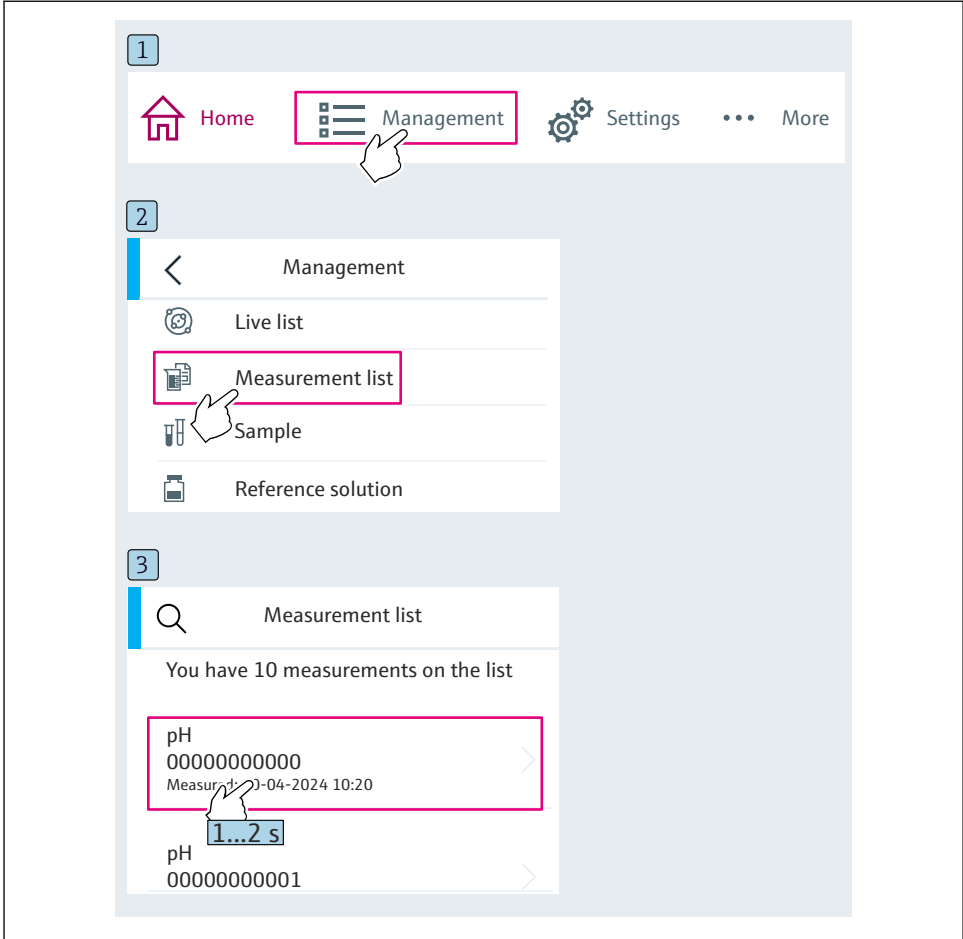 1
Home Management Settings ••• More
2
Management
Live list
Measurement list
Sample
Reference solution
3
Measurement list
You have 10 measurements on the list
pH
00000000000
0-04-2024 10:20
1...2 s
pH
00000000001